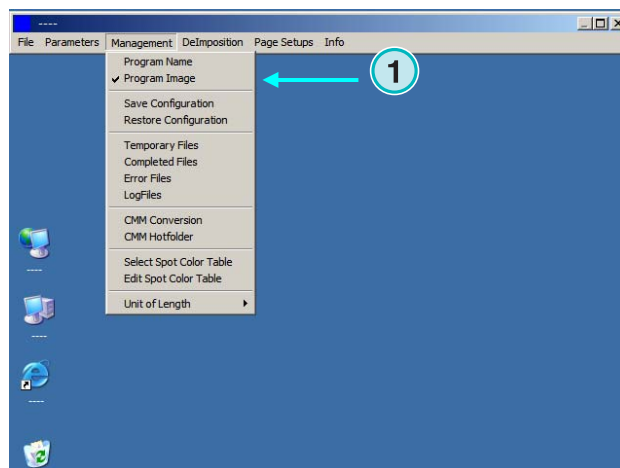 ----
File Parameters Management DeImposition Page Setups Info
Program Name
✔ Program Image
1
Save Configuration
Restore Configuration
Temporary Files
Completed Files
Error Files
LogFiles
CMM Conversion
CMM Hotfolder
Select Spot Color Table
Edit Spot Color Table
Unit of Length
----
----
----